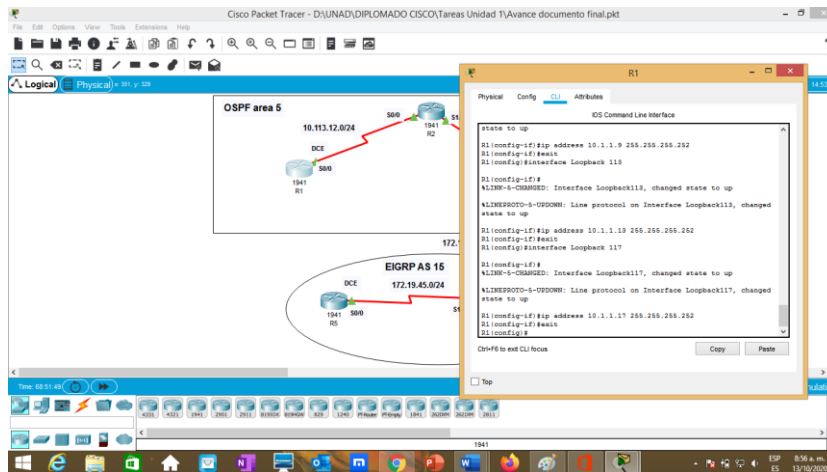 Cisco Packet Tracer - D:\UNAD\DIPLOMADO CISCO\Tareas Unidad 1\Avance documento final.pkt
File Edit Options View Tools Extensions Help
Logical Physical x: 351, y: 329
14:53
OSPF area 5
10.113.12.0/24
S0/0
1941
R2
S1/
DCE
S0/0
1941
R1
172.1
EIGRP AS 15
DCE
172.19.45.0/24
1941
R5
S0/0
S1
R1
Physical Config CLI Attributes
IOS Command Line Interface
state to up
R1(config-if)#ip address 10.1.1.9 255.255.255.252
R1(config-if)#exit
R1(config)#interface Loopback 113
R1(config-if)#
%LINK-5-CHANGED: Interface Loopback113, changed state to up
%LINEPROTO-5-UPDOWN: Line protocol on Interface Loopback113, changed
state to up
R1(config-if)#ip address 10.1.1.13 255.255.255.252
R1(config-if)#exit
R1(config)#interface Loopback 117
R1(config-if)#
%LINK-5-CHANGED: Interface Loopback117, changed state to up
%LINEPROTO-5-UPDOWN: Line protocol on Interface Loopback117, changed
state to up
R1(config-if)#ip address 10.1.1.17 255.255.255.252
R1(config-if)#exit
R1(config)#
Ctrl+F6 to exit CLI focus
Copy Paste
Top
Time: 68:51:49
4331 4321 1941 2901 2911 819IOX 819HGW 829 1240 PT-Router PT-Empty 1841 2620XM 2621XM 2811
1941
ESP 8:56 a. m.
ES 13/10/202